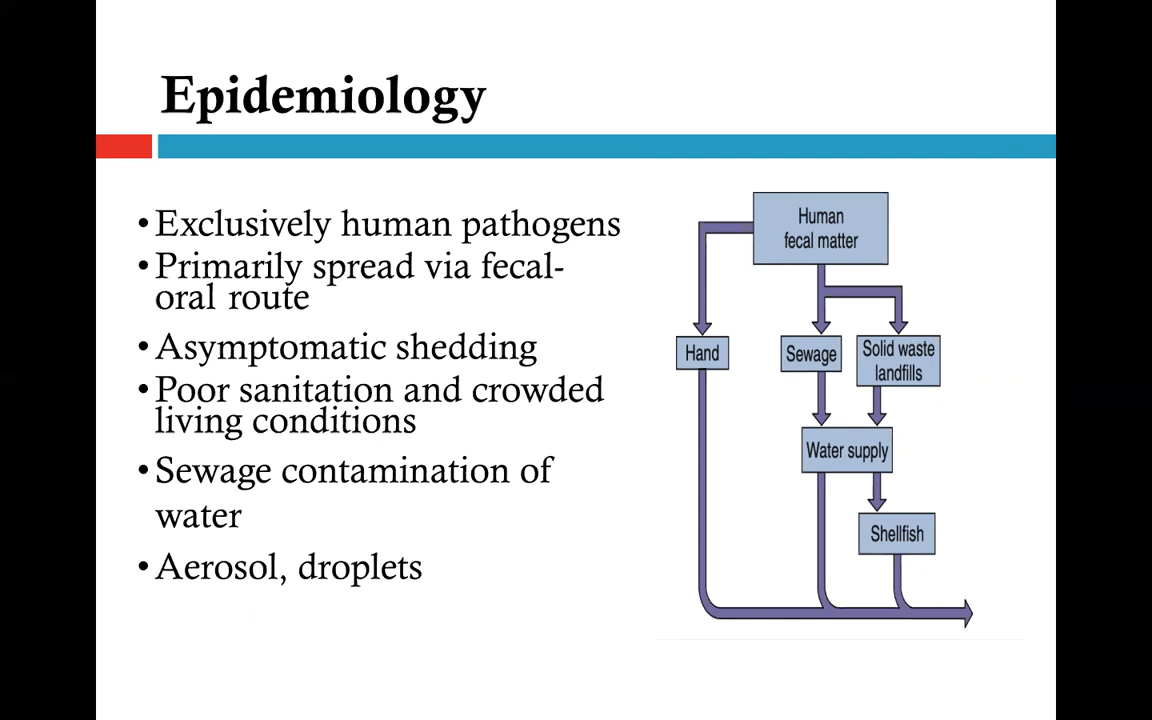 Epidemiology
•Exclusively human pathogens
•Primarily spread via fecal-
oral route
•Asymptomatic shedding
•Poor sanitation and crowded
living conditions
•Sewage contamination of
water
•Aerosol, droplets
Human
fecal matter
Hand
Sewage
Solid waste
landfills
Water supply
Shellfish